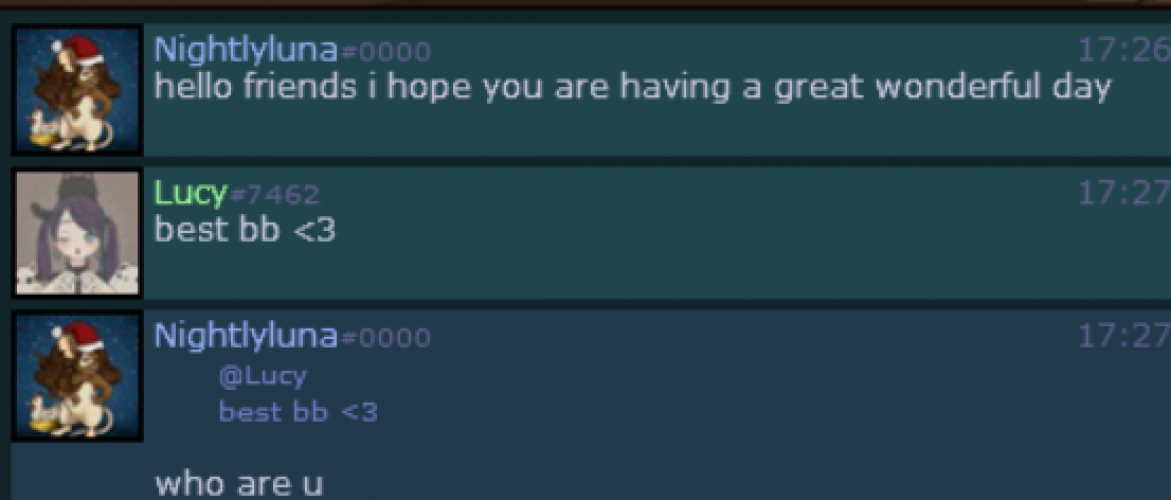 Nightlyluna#0000 17:26
hello friends i hope you are having a great wonderful day
Lucy#7462 17:27
best bb <3
Nightlyluna#0000 17:27
@Lucy
best bb <3
who are u